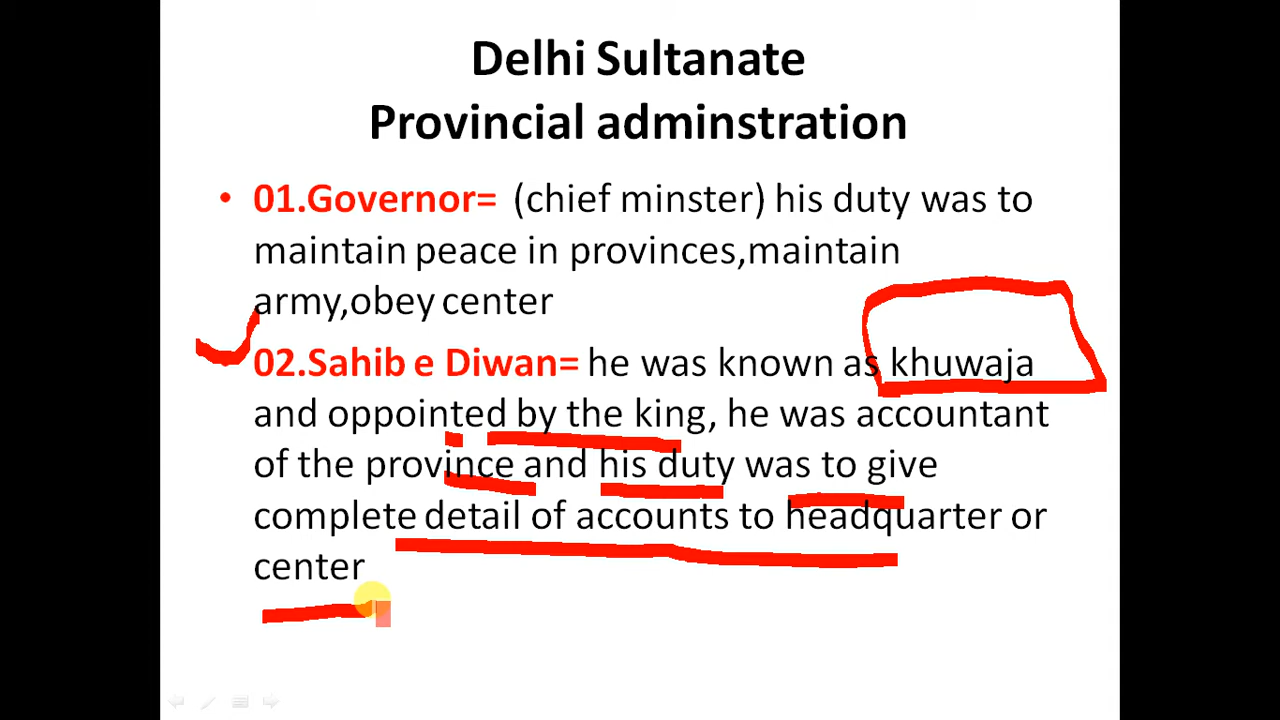 Delhi Sultanate
Provincial adminstration
• 01.Governor= (chief minster) his duty was to
maintain peace in provinces,maintain
army,obey center
02.Sahib e Diwan= he was known as khuwaja
and oppointed by the king, he was accountant
of the province and his duty was to give
complete detail of accounts to headquarter or
center